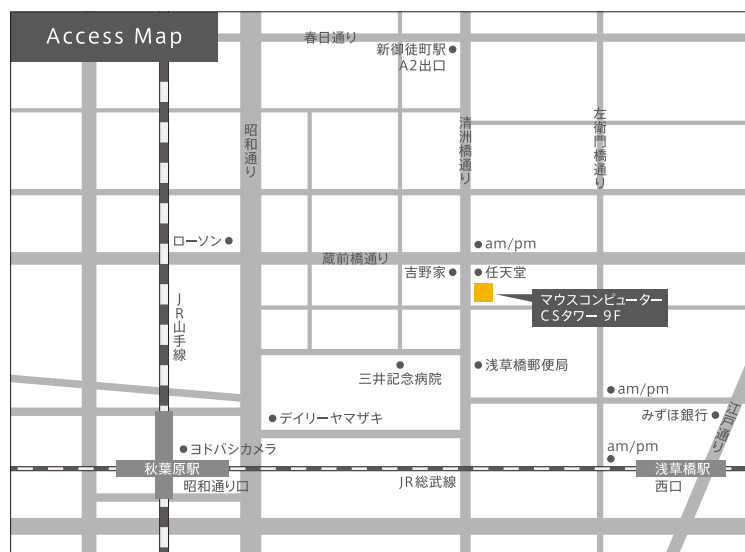 Access Map
春日通り
新御徒町駅
A2出口
昭和通り
清洲橋通り
左衛門橋通り
ローソン
am/pm
蔵前橋通り
吉野家
任天堂
マウスコンピューター
CSタワー 9F
JR山手線
三井記念病院
浅草橋郵便局
am/pm
デイリーヤマザキ
みずほ銀行
江戸通り
ヨドバシカメラ
am/pm
秋葉原駅
浅草橋駅
昭和通り口
JR総武線
西口